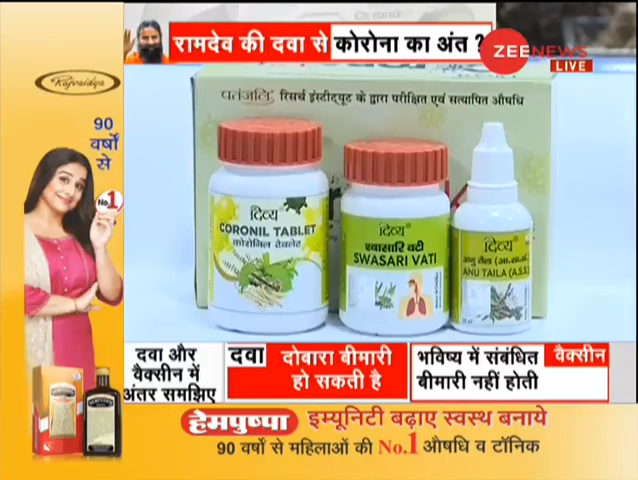 रामदेव की दवा से कोरोना का अंत ?
ZEE NEWS
LIVE
Rajvaidya
90
वर्षों
से
No.1
पतंजलि रिसर्च इंस्टीट्यूट के द्वारा परीक्षित एवं सत्यापित औषधि
दिव्य
CORONIL TABLET
कोरोनिल टैबलेट
दिव्य
श्वासारि वटी
SWASARI VATI
दिव्य
अणु तैल (आ.सा.सं.)
ANU TAILA (A.S.S.)
दवा और
वैक्सीन में
अंतर समझिए
दवा
दोबारा बीमारी
हो सकती है
भविष्य में संबंधित
बीमारी नहीं होती
वैक्सीन
हेमपुष्पा
इम्यूनिटी बढ़ाए स्वस्थ बनाये
90 वर्षों से महिलाओं की No.1 औषधि व टॉनिक